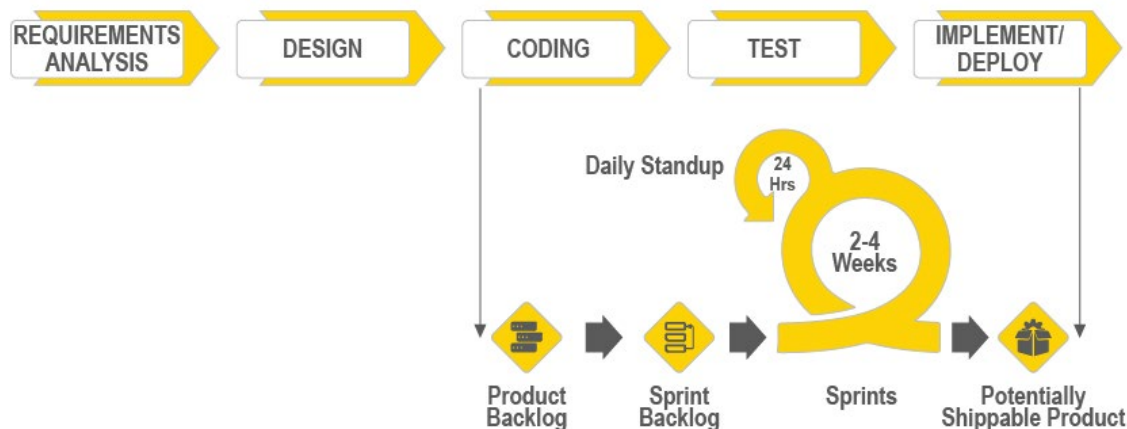 REQUIREMENTS
ANALYSIS
DESIGN
CODING
TEST
IMPLEMENT/
DEPLOY
Daily Standup
24
Hrs
2-4
Weeks
Product
Backlog
Sprint
Backlog
Sprints
Potentially
Shippable Product